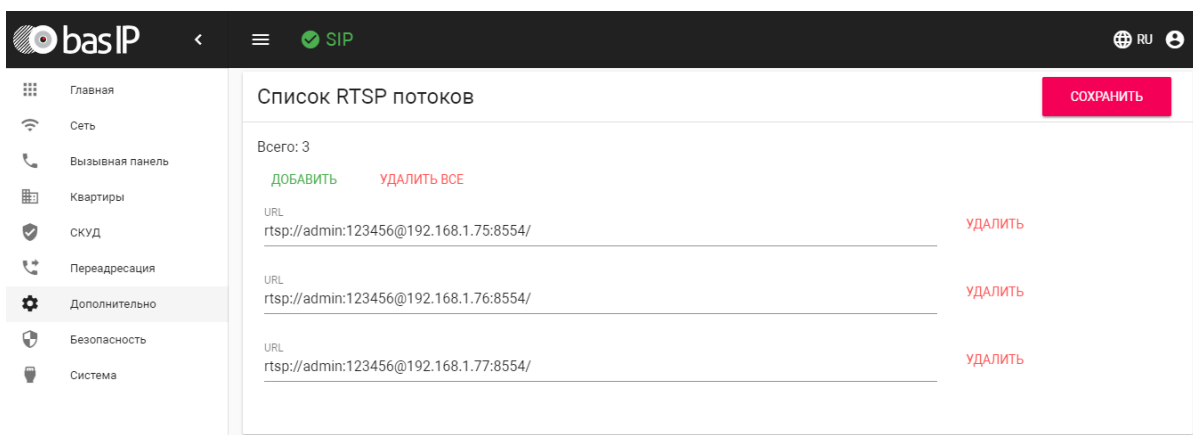 bas IP
SIP
RU
Главная
Сеть
Вызывная панель
Квартиры
СКУД
Переадресация
Дополнительно
Безопасность
Система
Список RTSP потоков
СОХРАНИТЬ
Всего: 3
ДОБАВИТЬ УДАЛИТЬ ВСЕ
URL
rtsp://admin:123456@192.168.1.75:8554/
УДАЛИТЬ
URL
rtsp://admin:123456@192.168.1.76:8554/
УДАЛИТЬ
URL
rtsp://admin:123456@192.168.1.77:8554/
УДАЛИТЬ